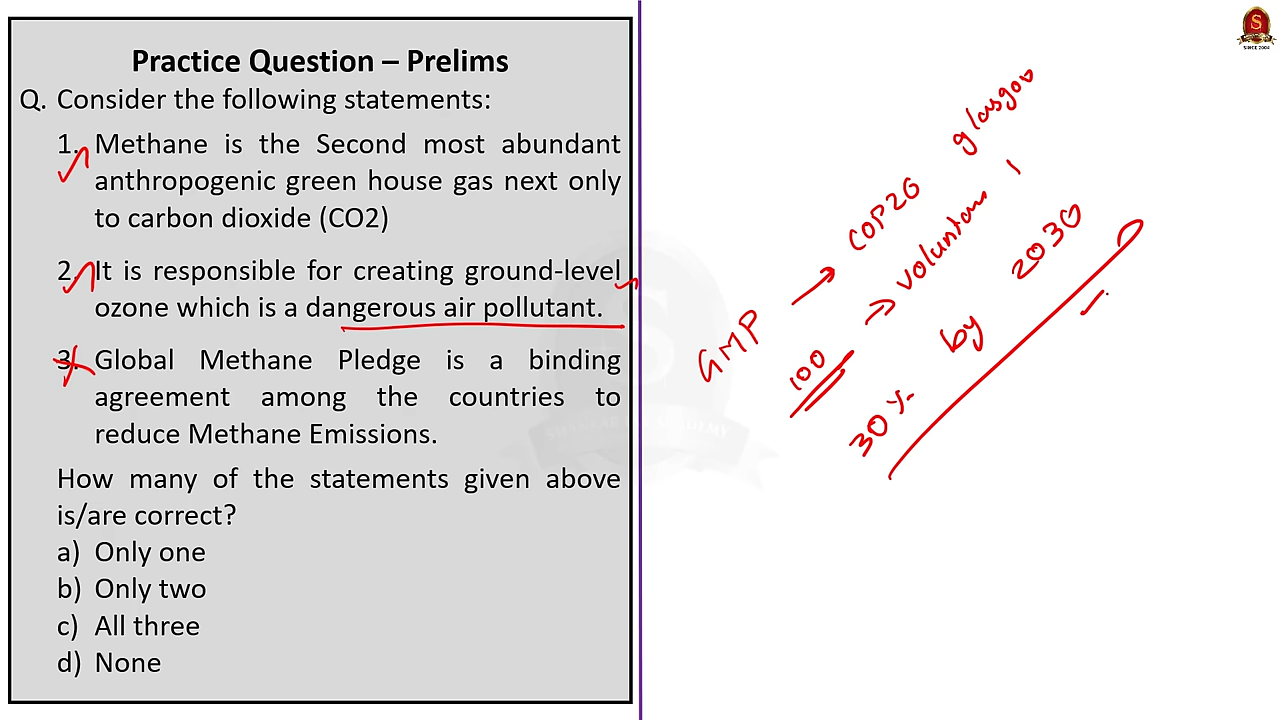 Practice Question – Prelims
Q. Consider the following statements:
1. Methane is the Second most abundant
anthropogenic green house gas next only
to carbon dioxide (CO2)
2. It is responsible for creating ground-level
ozone which is a dangerous air pollutant.
3. Global Methane Pledge is a binding
agreement among the countries to
reduce Methane Emissions.
How many of the statements given above
is/are correct?
a) Only one
b) Only two
c) All three
d) None
GMP → COP26 glasgow
100 → voluntary
30% by 2030
SINCE 2004